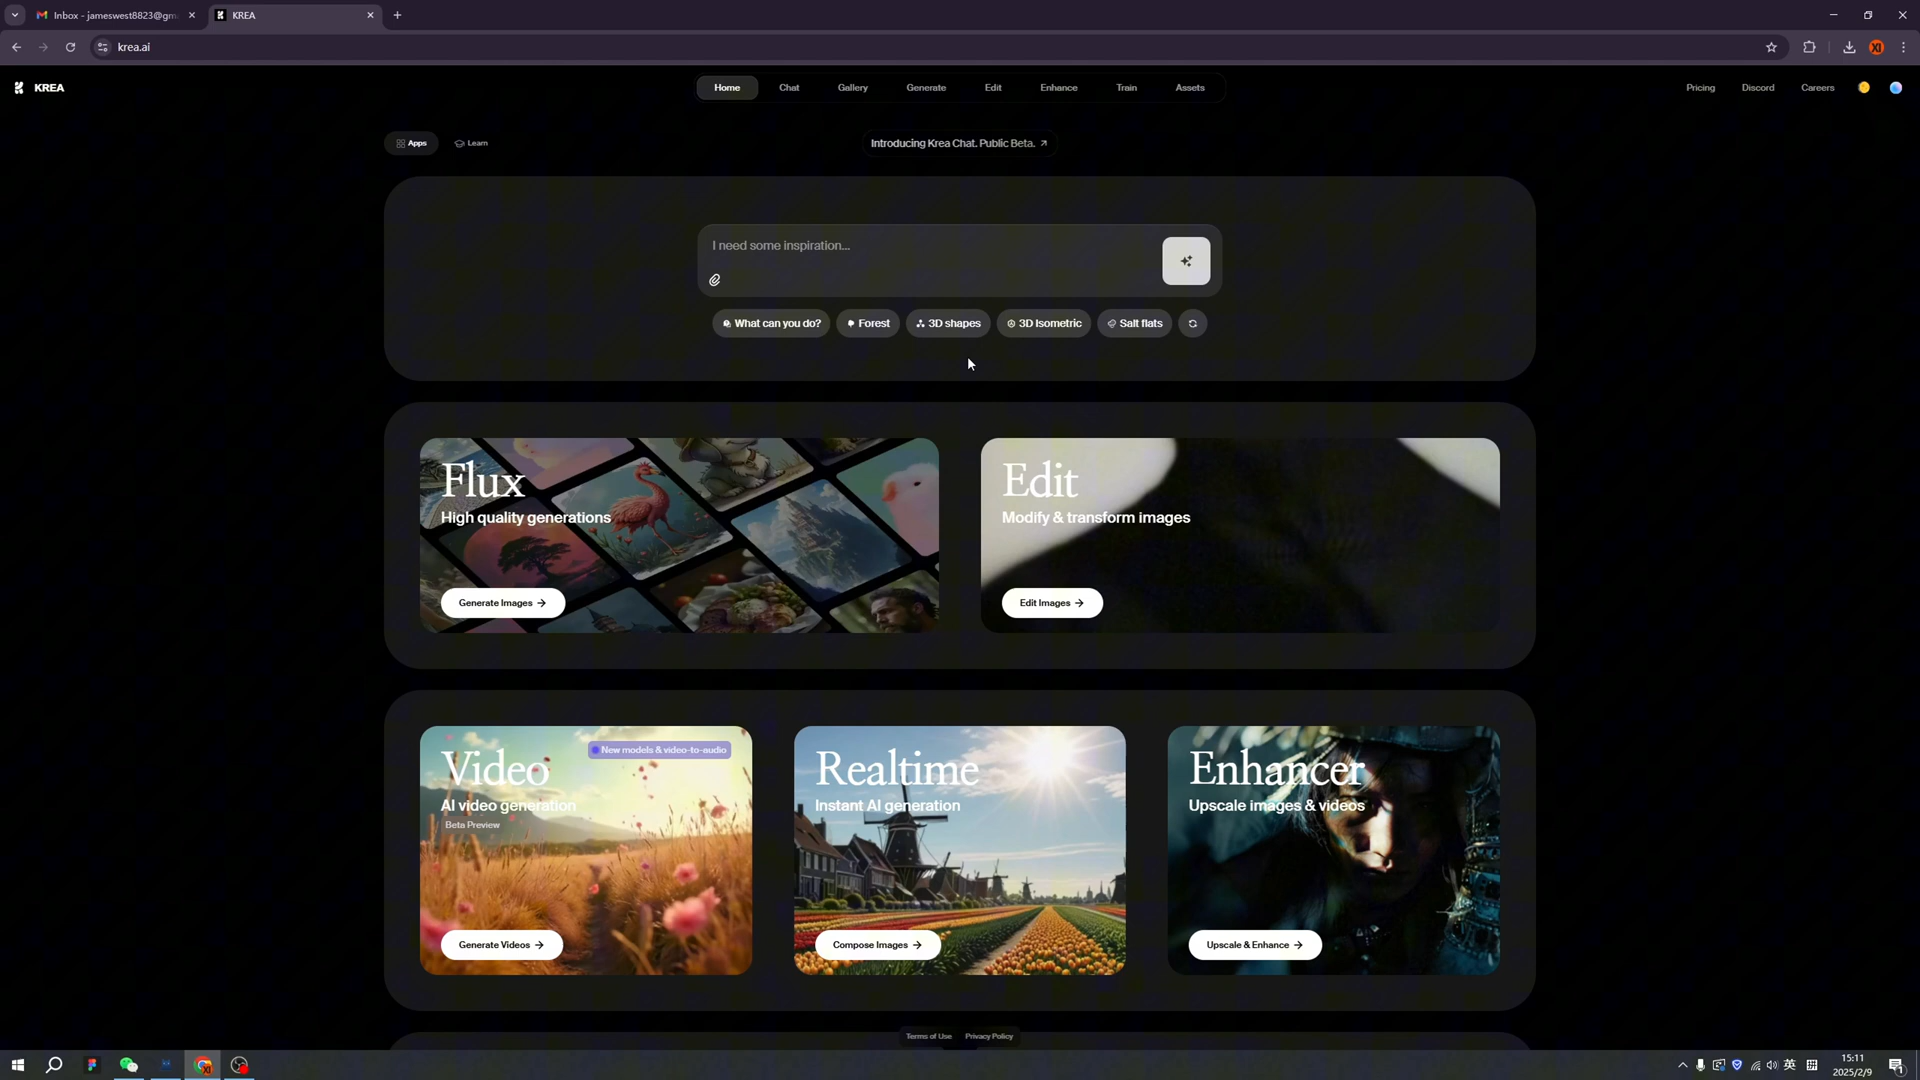 Inbox - jameswest8823@gm
KREA
krea.ai
KREA
Home
Chat
Gallery
Generate
Edit
Enhance
Train
Assets
Pricing
Discord
Careers
Apps
Learn
Introducing Krea Chat. Public Beta.
I need some inspiration...
What can you do?
Forest
3D shapes
3D Isometric
Salt flats
Flux
High quality generations
Generate Images
Edit
Modify & transform images
Edit Images
Video
New models & video-to-audio
AI video generation
Beta Preview
Generate Videos
Realtime
Instant AI generation
Compose Images
Enhancer
Upscale images & videos
Upscale & Enhance
Terms of Use
Privacy Policy
英
15:11
2025/2/9